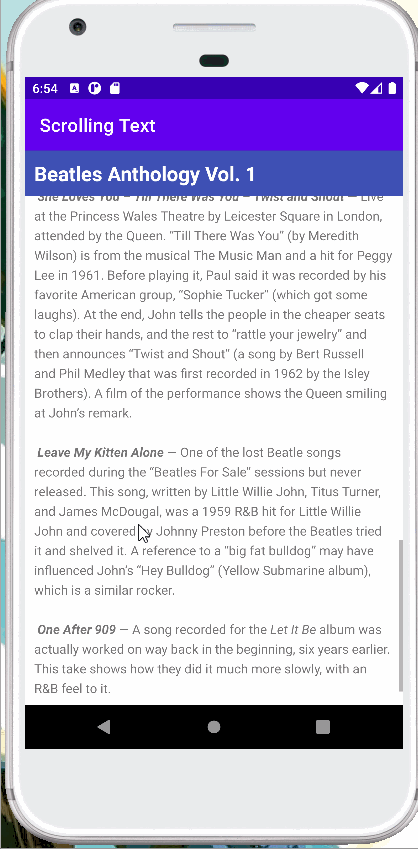 6:54
Scrolling Text
Beatles Anthology Vol. 1
She Loves You – Till There Was You – Twist and Shout — Live
at the Princess Wales Theatre by Leicester Square in London,
attended by the Queen. "Till There Was You" (by Meredith
Wilson) is from the musical The Music Man and a hit for Peggy
Lee in 1961. Before playing it, Paul said it was recorded by his
favorite American group, "Sophie Tucker" (which got some
laughs). At the end, John tells the people in the cheaper seats
to clap their hands, and the rest to "rattle your jewelry" and
then announces "Twist and Shout" (a song by Bert Russell
and Phil Medley that was first recorded in 1962 by the Isley
Brothers). A film of the performance shows the Queen smiling
at John's remark.
Leave My Kitten Alone — One of the lost Beatle songs
recorded during the "Beatles For Sale" sessions but never
released. This song, written by Little Willie John, Titus Turner,
and James McDougal, was a 1959 R&B hit for Little Willie
John and covered by Johnny Preston before the Beatles tried
it and shelved it. A reference to a "big fat bulldog" may have
influenced John's "Hey Bulldog" (Yellow Submarine album),
which is a similar rocker.
One After 909 — A song recorded for the Let It Be album was
actually worked on way back in the beginning, six years earlier.
This take shows how they did it much more slowly, with an
R&B feel to it.